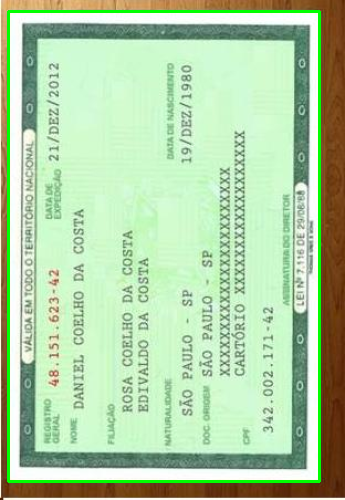 VÁLIDA EM TODO O TERRITÓRIO NACIONAL
REGISTRO GERAL 48.151.623-42 DATA DE EXPEDIÇÃO 21/DEZ/2012
NOME DANIEL COELHO DA COSTA
FILIAÇÃO
ROSA COELHO DA COSTA
EDIVALDO DA COSTA
NATURALIDADE DATA DE NASCIMENTO
SÃO PAULO - SP 19/DEZ/1980
DOC. ORIGEM SÃO PAULO - SP
XXXXXXXXXXXXXXXXXXXXXXX
CARTÓRIO XXXXXXXXXXXXXXXX
CPF
342.002.171-42
ASSINATURA DO DIRETOR
LEI Nº 7.116 DE 29/08/83